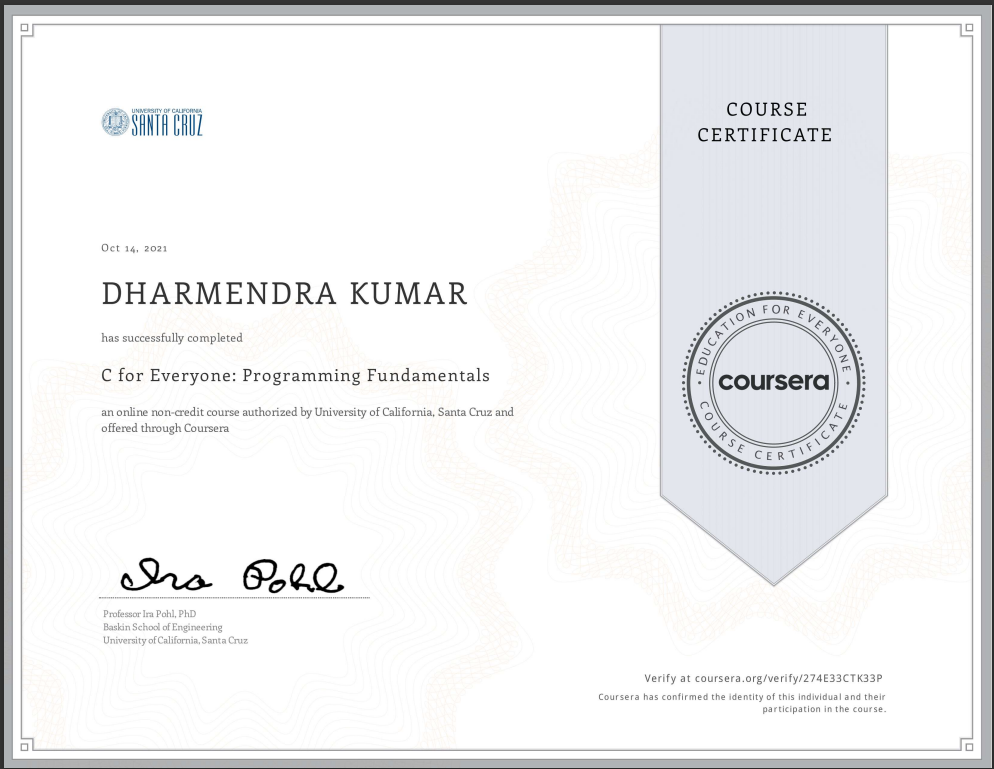 UNIVERSITY OF CALIFORNIA
SANTA CRUZ
COURSE
CERTIFICATE
Oct 14, 2021
DHARMENDRA KUMAR
has successfully completed
C for Everyone: Programming Fundamentals
an online non-credit course authorized by University of California, Santa Cruz and
offered through Coursera
EDUCATION FOR EVERYONE
coursera
COURSE CERTIFICATE
Ira Pohl
Professor Ira Pohl, PhD
Baskin School of Engineering
University of California, Santa Cruz
Verify at coursera.org/verify/274E33CTK33P
Coursera has confirmed the identity of this individual and their
participation in the course.